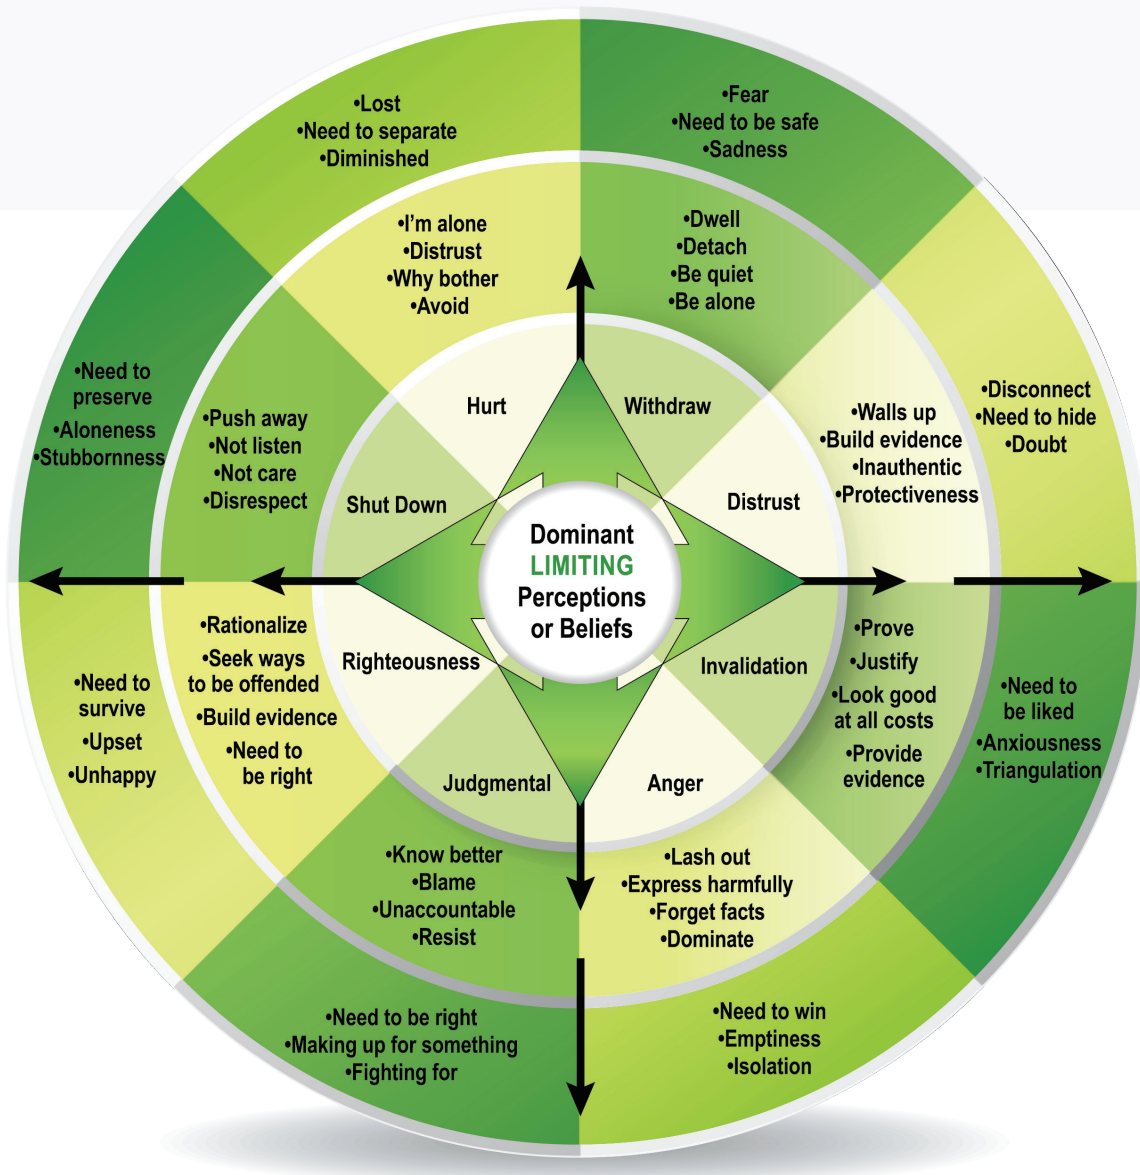 •Lost
•Need to separate
•Diminished
•Fear
•Need to be safe
•Sadness
•I'm alone
•Distrust
•Why bother
•Avoid
•Dwell
•Detach
•Be quiet
•Be alone
•Need to
preserve
•Aloneness
•Stubbornness
•Push away
•Not listen
•Not care
•Disrespect
Hurt
Withdraw
Shut Down
Distrust
•Walls up
•Build evidence
•Inauthentic
•Protectiveness
•Disconnect
•Need to hide
•Doubt
Dominant
LIMITING
Perceptions
or Beliefs
•Need to
survive
•Upset
•Unhappy
•Rationalize
•Seek ways
to be offended
•Build evidence
•Need to
be right
Righteousness
Invalidation
Judgmental
Anger
•Prove
•Justify
•Look good
at all costs
•Provide
evidence
•Need to
be liked
•Anxiousness
•Triangulation
•Know better
•Blame
•Unaccountable
•Resist
•Lash out
•Express harmfully
•Forget facts
•Dominate
•Need to be right
•Making up for something
•Fighting for
•Need to win
•Emptiness
•Isolation